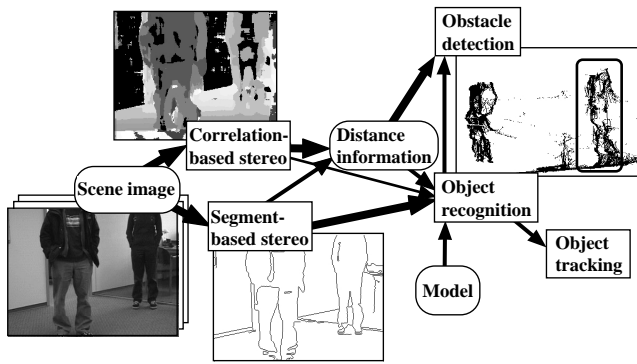 Obstacle
detection
Correlation-
based stereo
Distance
information
Scene image
Segment-
based stereo
Object
recognition
Object
tracking
Model